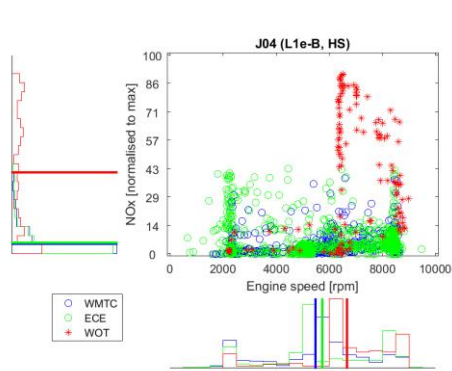 J04 (L1e-B, HS)
100
86
71
57
43
29
14
0
NOx [normalised to max]
0 2000 4000 6000 8000 10000
Engine speed [rpm]
WMTC
ECE
WOT